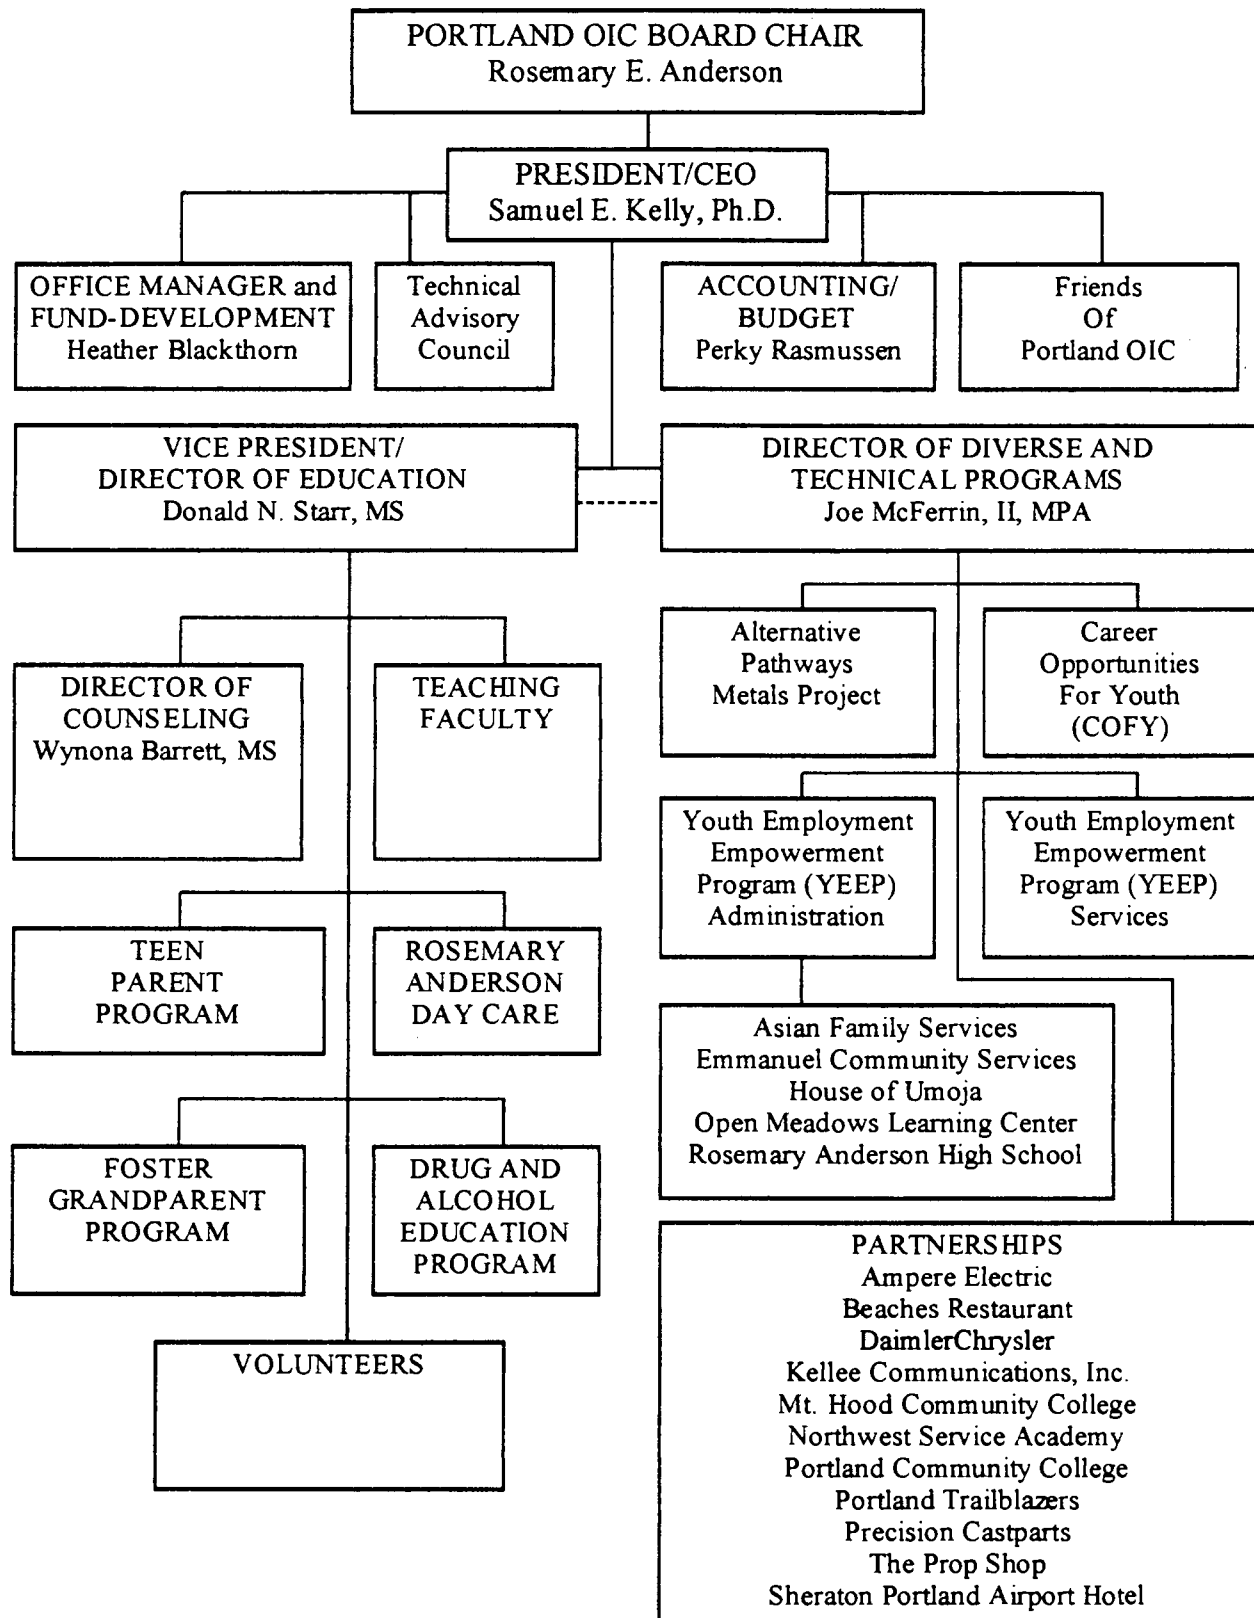 PORTLAND OIC BOARD CHAIR
Rosemary E. Anderson
PRESIDENT/CEO
Samuel E. Kelly, Ph.D.
OFFICE MANAGER and
FUND-DEVELOPMENT
Heather Blackthorn
Technical
Advisory
Council
ACCOUNTING/
BUDGET
Perky Rasmussen
Friends
Of
Portland OIC
VICE PRESIDENT/
DIRECTOR OF EDUCATION
Donald N. Starr, MS
DIRECTOR OF DIVERSE AND
TECHNICAL PROGRAMS
Joe McFerrin, II, MPA
DIRECTOR OF
COUNSELING
Wynona Barrett, MS
TEACHING
FACULTY
Alternative
Pathways
Metals Project
Career
Opportunities
For Youth
(COFY)
Youth Employment
Empowerment
Program (YEEP)
Administration
Youth Employment
Empowerment
Program (YEEP)
Services
TEEN
PARENT
PROGRAM
ROSEMARY
ANDERSON
DAY CARE
Asian Family Services
Emmanuel Community Services
House of Umoja
Open Meadows Learning Center
Rosemary Anderson High School
FOSTER
GRANDPARENT
PROGRAM
DRUG AND
ALCOHOL
EDUCATION
PROGRAM
VOLUNTEERS
PARTNERSHIPS
Ampere Electric
Beaches Restaurant
DaimlerChrysler
Kellee Communications, Inc.
Mt. Hood Community College
Northwest Service Academy
Portland Community College
Portland Trailblazers
Precision Castparts
The Prop Shop
Sheraton Portland Airport Hotel